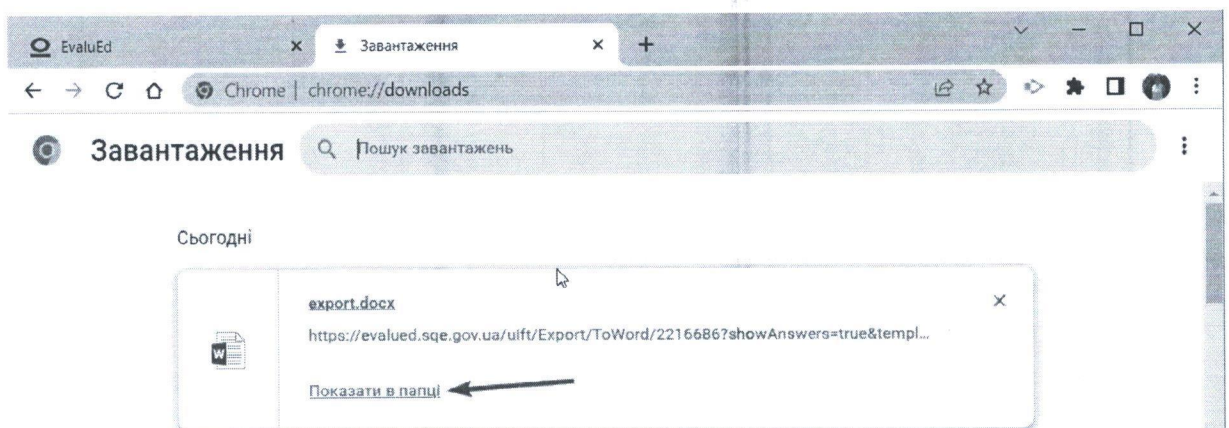 EvaluEd
Завантаження
Chrome | chrome://downloads
Завантаження
Пошук завантажень
Сьогодні
export.docx
https://evalued.sqe.gov.ua/uift/Export/ToWord/2216686?showAnswers=true&templ...
Показати в папці